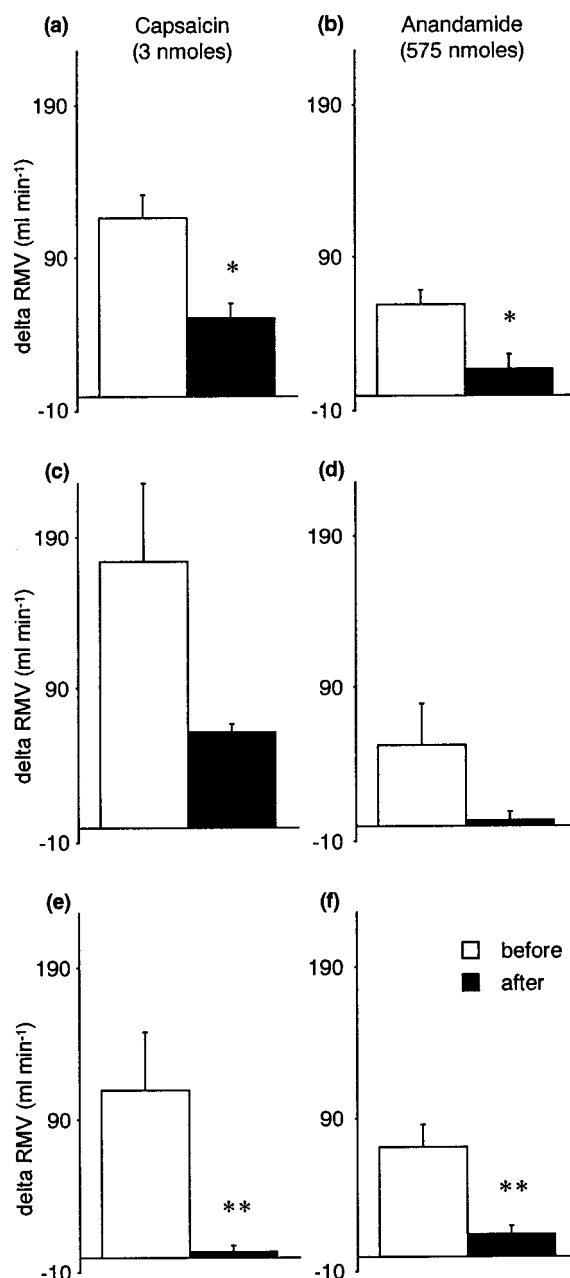 (a) Capsaicin (b) Anandamide
(3 nmoles) (575 nmoles)
190 190
delta RMV (ml min⁻¹)
90 90
* *
-10 -10
(c) (d)
190 190
delta RMV (ml min⁻¹)
90 90
-10 -10
(e) (f)
before
190 190
after
delta RMV (ml min⁻¹)
90 90
** **
-10 -10